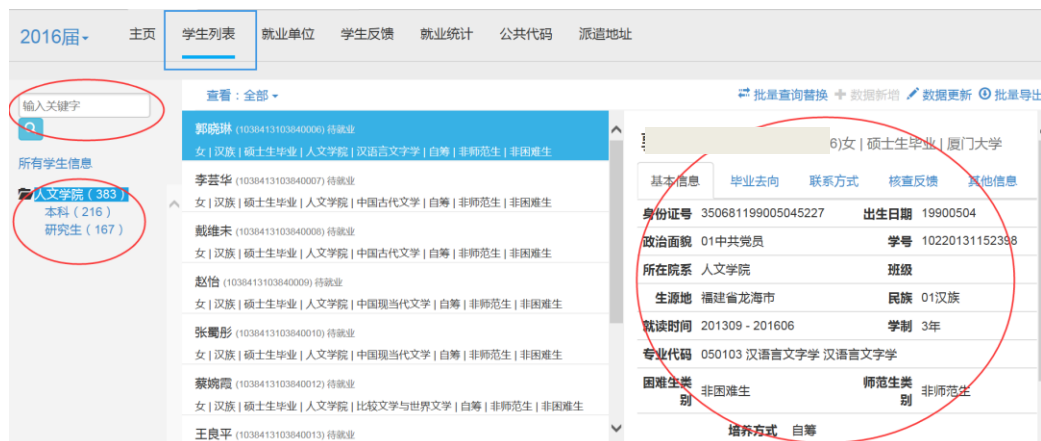 2016届 主页 学生列表 就业单位 学生反馈 就业统计 公共代码 派遣地址
输入关键字
所有学生信息
人文学院（383）
本科（216）
研究生（167）
查看：全部 批量查询替换 数据新增 数据更新 批量导出
郭晓琳 (1038413103840006) 待就业
女 | 汉族 | 硕士生毕业 | 人文学院 | 汉语言文字学 | 自筹 | 非师范生 | 非困难生
李芸华 (1038413103840007) 待就业
女 | 汉族 | 硕士生毕业 | 人文学院 | 中国古代文学 | 自筹 | 非师范生 | 非困难生
戴维未 (1038413103840008) 待就业
女 | 汉族 | 硕士生毕业 | 人文学院 | 中国古代文学 | 自筹 | 非师范生 | 非困难生
赵怡 (1038413103840009) 待就业
女 | 汉族 | 硕士生毕业 | 人文学院 | 中国现当代文学 | 自筹 | 非师范生 | 非困难生
张蜀彤 (1038413103840010) 待就业
女 | 汉族 | 硕士生毕业 | 人文学院 | 中国现当代文学 | 自筹 | 非师范生 | 非困难生
蔡婉霞 (1038413103840012) 待就业
女 | 汉族 | 硕士生毕业 | 人文学院 | 比较文学与世界文学 | 自筹 | 非师范生 | 非困难生
王良平 (1038413103840013) 待就业
6)女 | 硕士生毕业 | 厦门大学
基本信息 毕业去向 联系方式 核查反馈 其他信息
身份证号 350681199005045227 出生日期 19900504
政治面貌 01中共党员 学号 10220131152398
所在院系 人文学院 班级
生源地 福建省龙海市 民族 01汉族
就读时间 201309 - 201606 学制 3年
专业代码 050103 汉语言文字学 汉语言文字学
困难生类别 非困难生 师范生类别 非师范生
培养方式 自筹